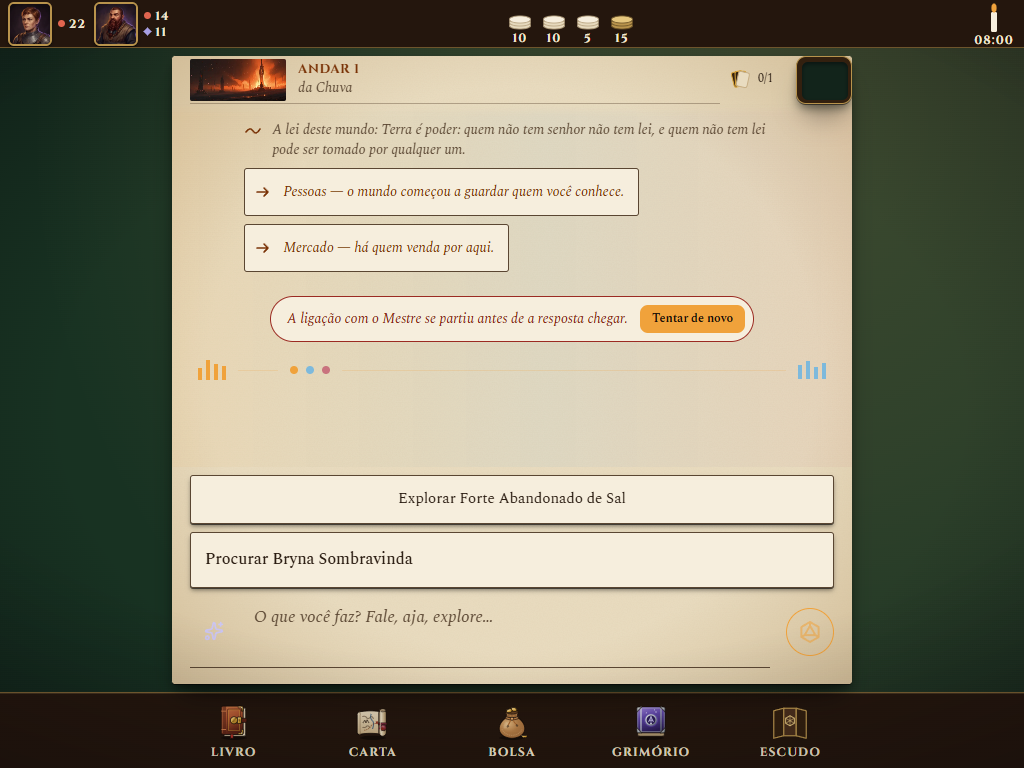 22
14
11
10
10
5
15
08:00
ANDAR I
da Chuva
0/1
A lei deste mundo: Terra é poder: quem não tem senhor não tem lei, e quem não tem lei
pode ser tomado por qualquer um.
Pessoas — o mundo começou a guardar quem você conhece.
Mercado — há quem venda por aqui.
A ligação com o Mestre se partiu antes de a resposta chegar.
Tentar de novo
Explorar Forte Abandonado de Sal
Procurar Bryna Sombravinda
O que você faz? Fale, aja, explore...
LIVRO
CARTA
BOLSA
GRIMÓRIO
ESCUDO